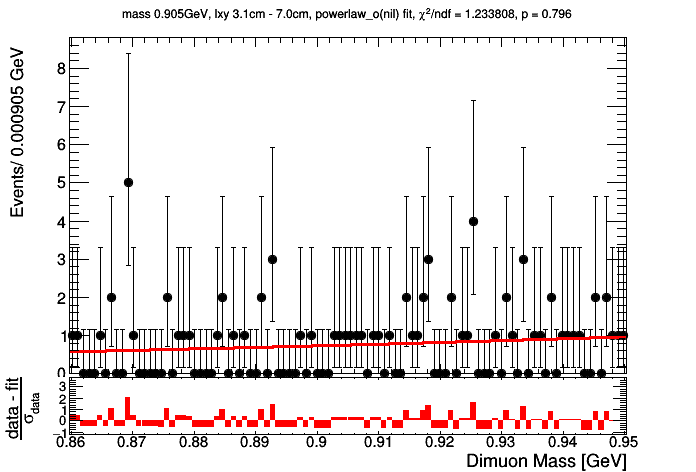 mass 0.905GeV, lxy 3.1cm - 7.0cm, powerlaw_o(nil) fit, χ²/ndf = 1.233808, p = 0.796
Events/ 0.000905 GeV
8
7
6
5
4
3
2
1
0
data - fit
σdata
3
2
1
0
-1
0.86 0.87 0.88 0.89 0.9 0.91 0.92 0.93 0.94 0.95
Dimuon Mass [GeV]